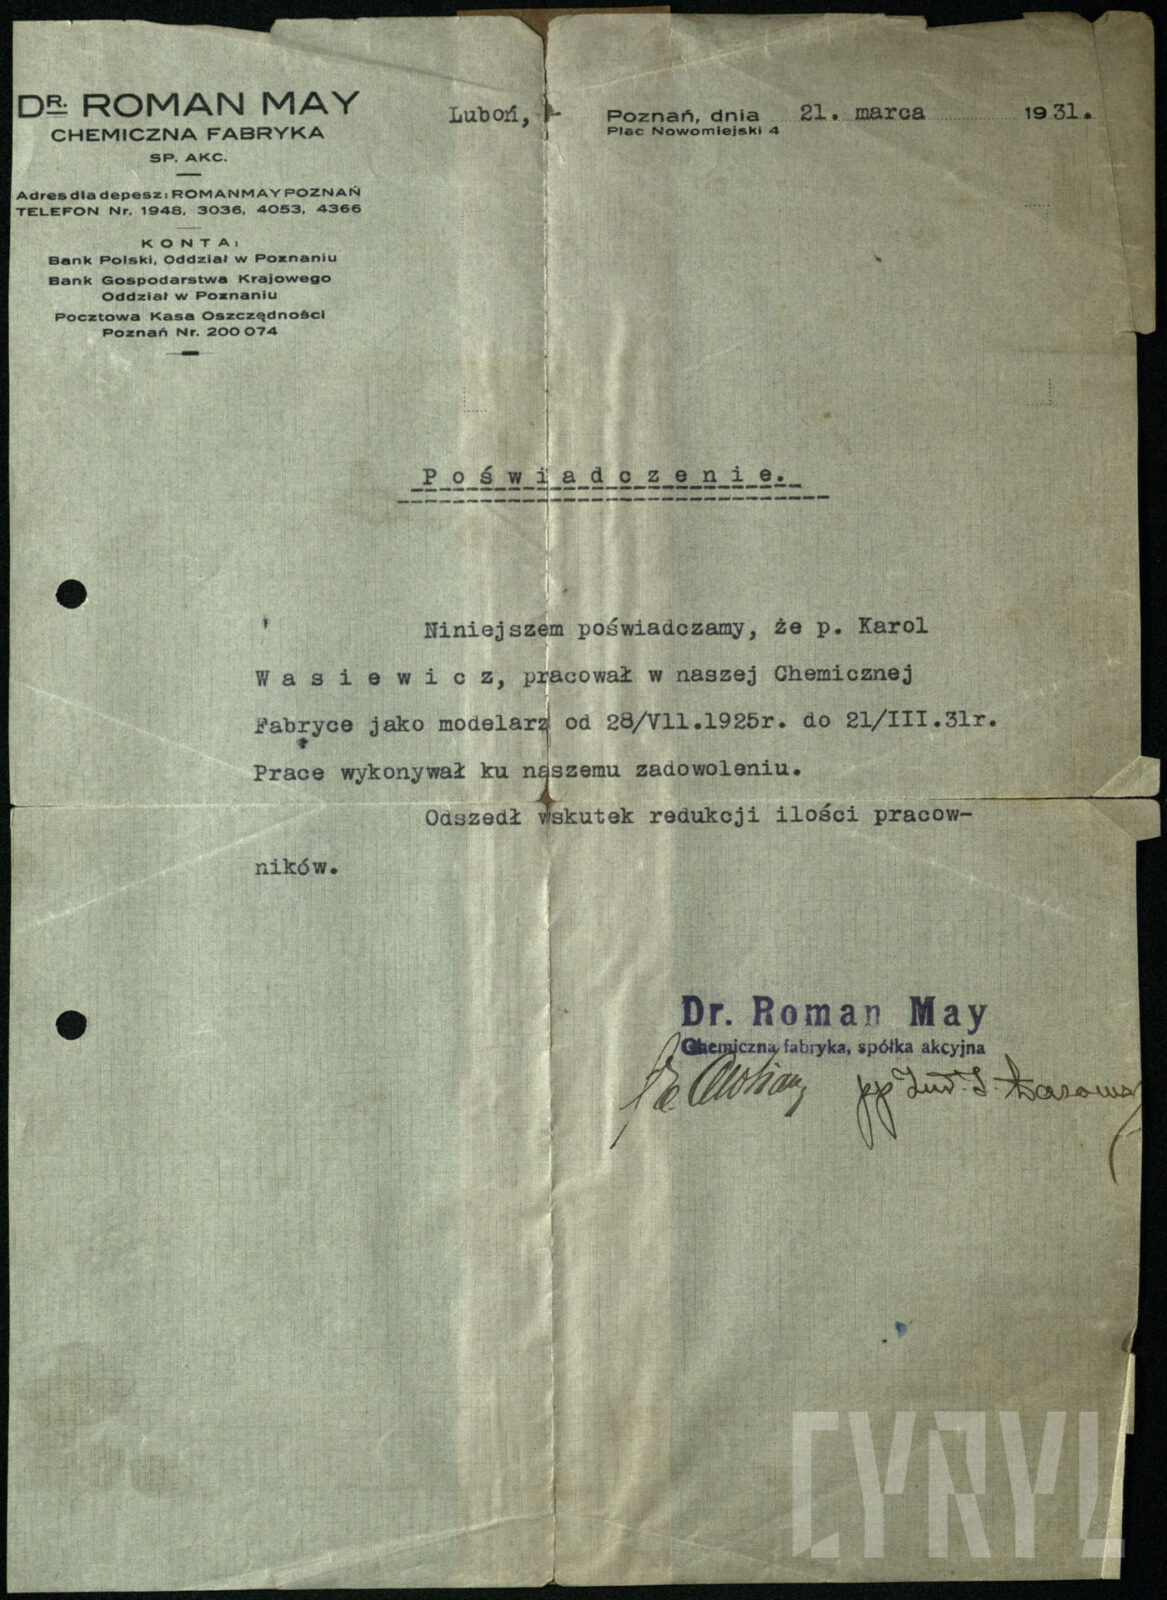 DR. ROMAN MAY
CHEMICZNA FABRYKA
SP. AKC.
Adres dla depesz: ROMANMAY POZNAŃ
TELEFON Nr. 1948, 3036, 4053, 4366
KONTA:
Bank Polski, Oddział w Poznaniu
Bank Gospodarstwa Krajowego
Oddział w Poznaniu
Pocztowa Kasa Oszczędności
Poznań Nr. 200 074
Luboń, Poznań, dnia 21. marca 1931.
Plac Nowomiejski 4
Poświadczenie.
Niniejszem poświadczamy, że p. Karol
Wasiewicz, pracował w naszej Chemicznej
Fabryce jako modelarz od 28/Vll.1925r. do 21/III.31r.
Prace wykonywał ku naszemu zadowoleniu.
Odszedł wskutek redukcji ilości pracow-
ników.
Dr. Roman May
Chemiczna fabryka, spółka akcyjna
pp
CYRYL